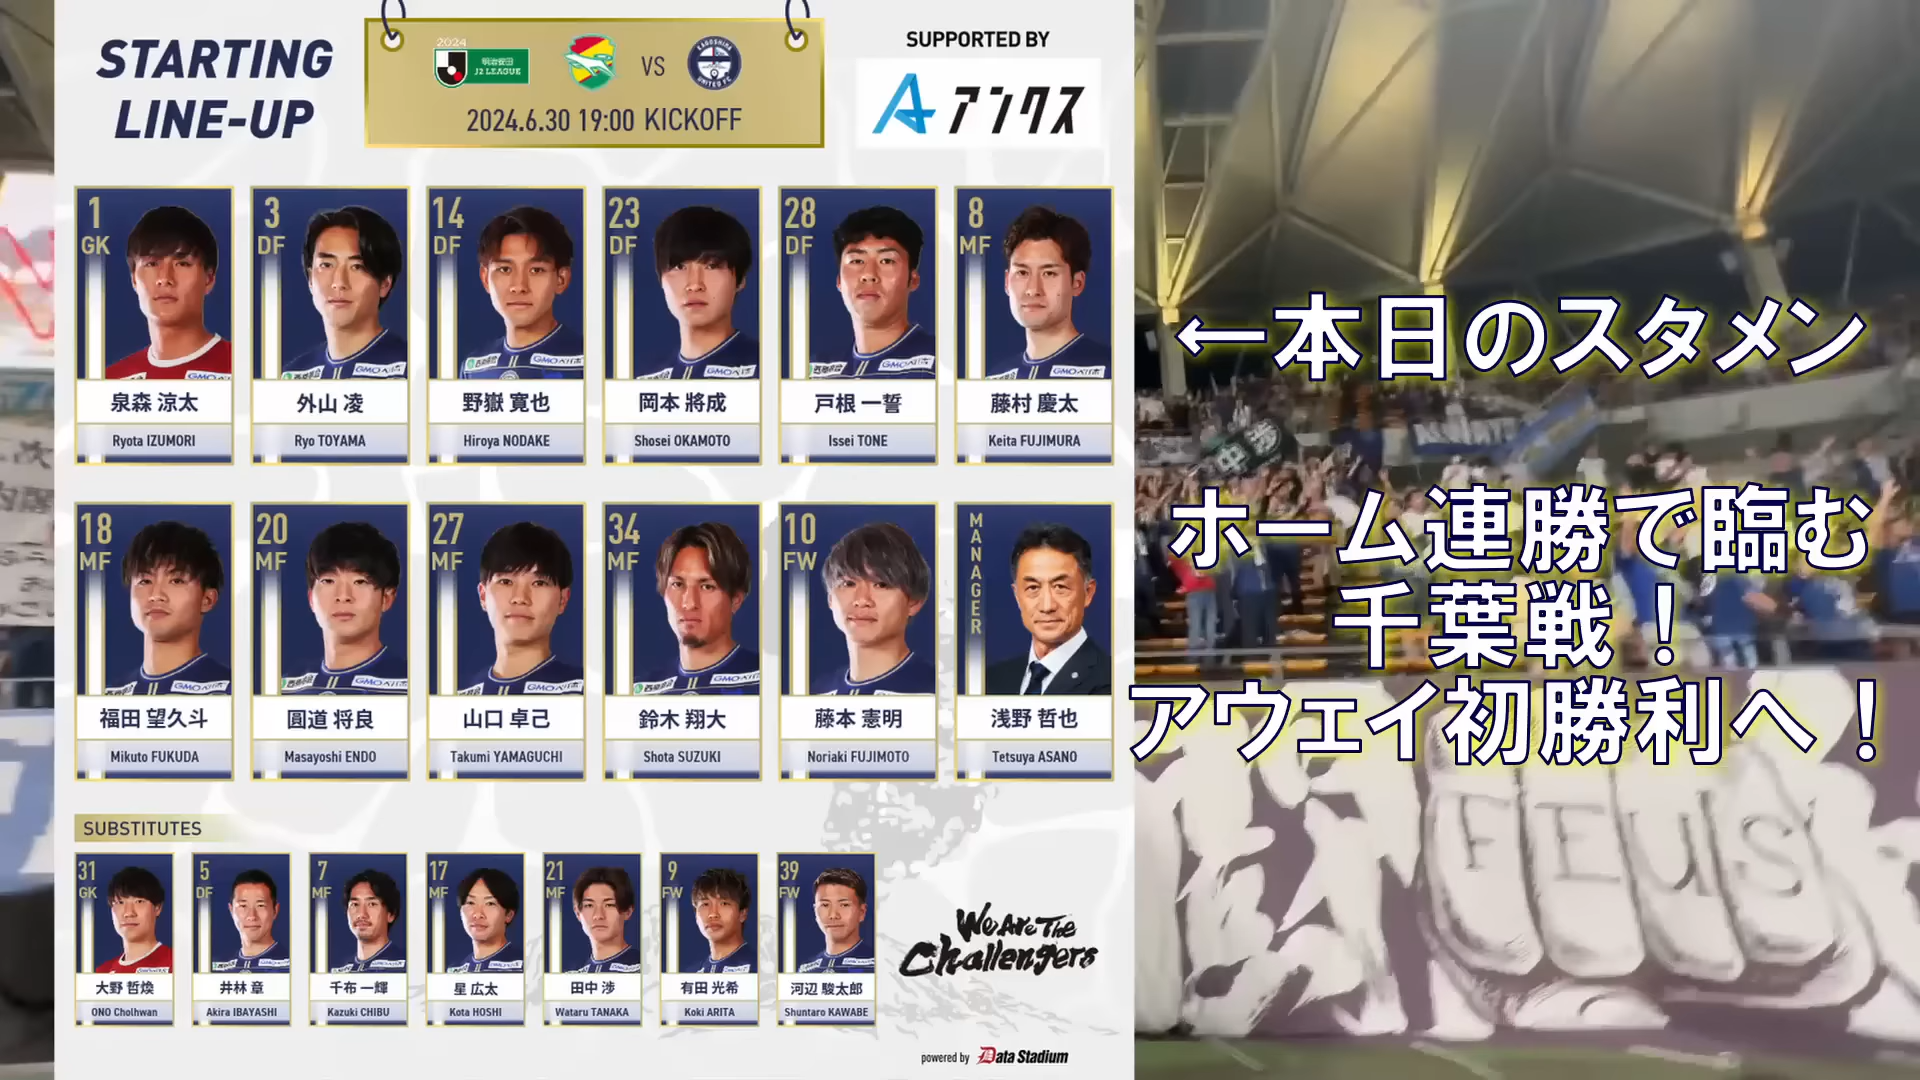 STARTING
LINE-UP
2024
明治安田
J2 LEAGUE
VS
KAGOSHIMA
UNITED FC
2024.6.30 19:00 KICKOFF
SUPPORTED BY
アンクス
1
GK
泉森 涼太
Ryota IZUMORI
3
DF
外山 凌
Ryo TOYAMA
14
DF
野嶽 寛也
Hiroya NODAKE
23
DF
岡本 將成
Shosei OKAMOTO
28
DF
戸根 一誓
Issei TONE
8
MF
藤村 慶太
Keita FUJIMURA
18
MF
福田 望久斗
Mikuto FUKUDA
20
MF
圓道 将良
Masayoshi ENDO
27
MF
山口 卓己
Takumi YAMAGUCHI
34
MF
鈴木 翔大
Shota SUZUKI
10
FW
藤本 憲明
Noriaki FUJIMOTO
MANAGER
浅野 哲也
Tetsuya ASANO
SUBSTITUTES
31
GK
大野 哲煥
ONO Cholhwan
5
DF
井林 章
Akira IBAYASHI
7
MF
千布 一輝
Kazuki CHIBU
17
MF
星 広太
Kota HOSHI
21
MF
田中 渉
Wataru TANAKA
9
FW
有田 光希
Koki ARITA
39
FW
河辺 駿太郎
Shuntaro KAWABE
We Are The
Challengers
powered by Data Stadium
←本日のスタメン
中渉
ホーム連勝で臨む
千葉戦！
アウェイ初勝利へ！
FEUS